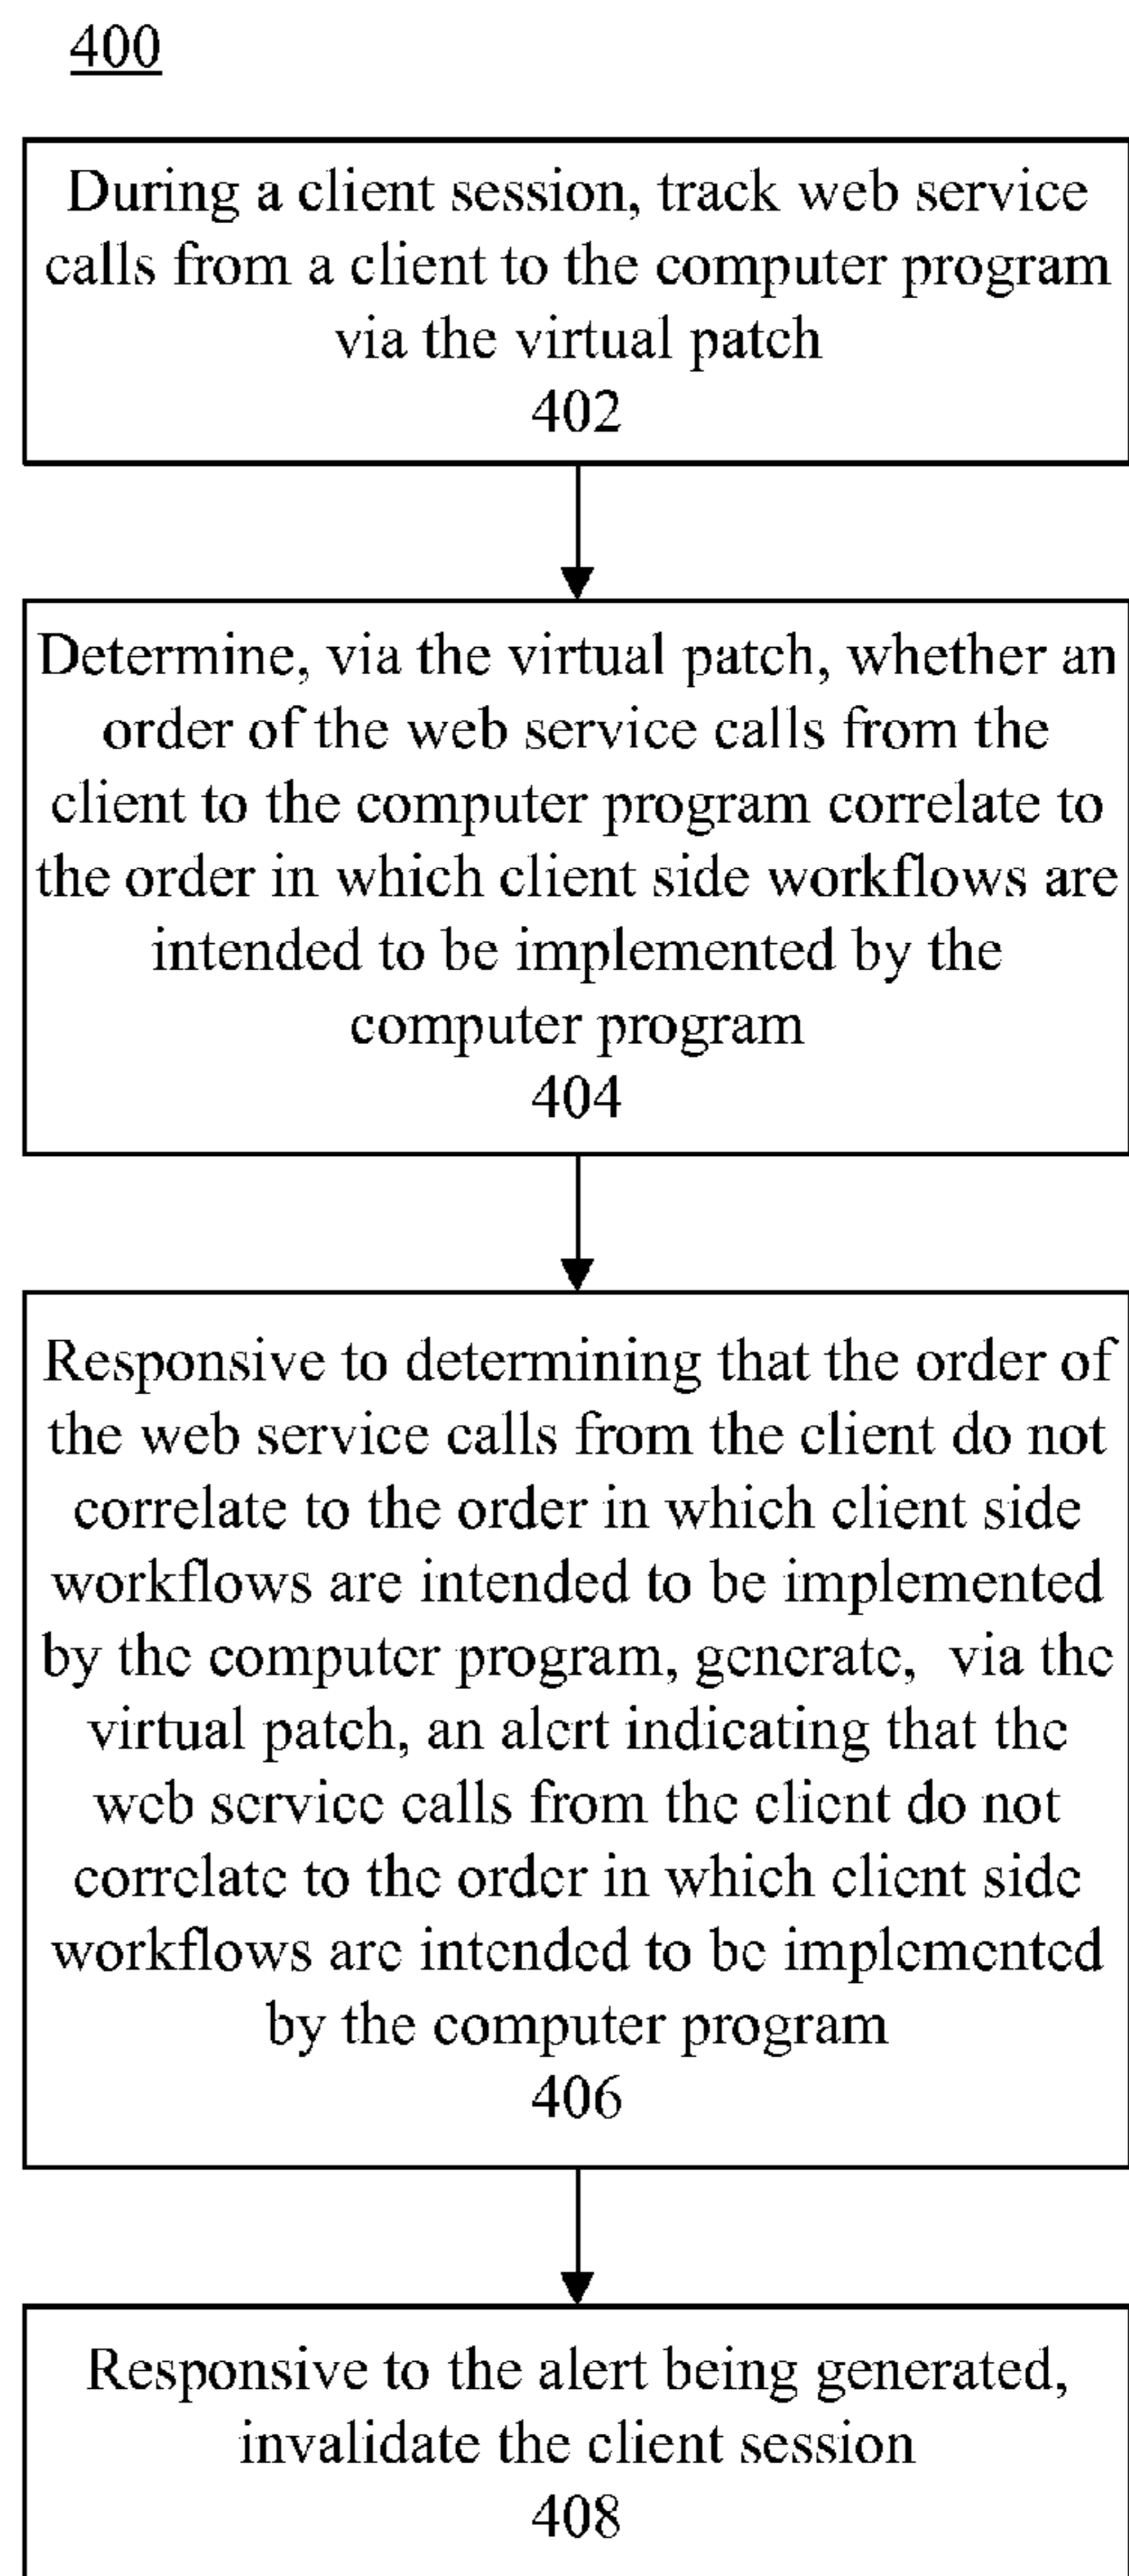 400
During a client session, track web service
calls from a client to the computer program
via the virtual patch
402
Determine, via the virtual patch, whether an
order of the web service calls from the
client to the computer program correlate to
the order in which client side workflows are
intended to be implemented by the
computer program
404
Responsive to determining that the order of
the web service calls from the client do not
correlate to the order in which client side
workflows are intended to be implemented
by the computer program, generate, via the
virtual patch, an alert indicating that the
web service calls from the client do not
correlate to the order in which client side
workflows are intended to be implemented
by the computer program
406
Responsive to the alert being generated,
invalidate the client session
408